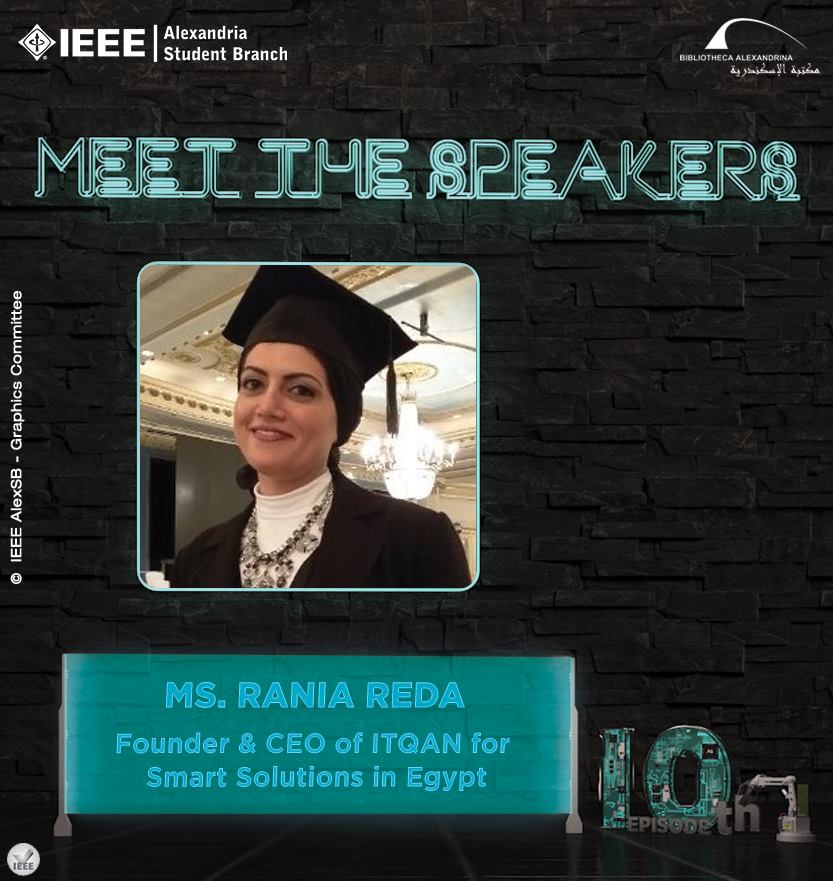 IEEE
Alexandria
Student Branch
BIBLIOTHECA ALEXANDRINA
مكتبة الإسكندرية
MEET THE SPEAKERS
© IEEE AlexSB - Graphics Committee
MS. RANIA REDA
Founder & CEO of ITQAN for
Smart Solutions in Egypt
10th
EPISODE
IEEE